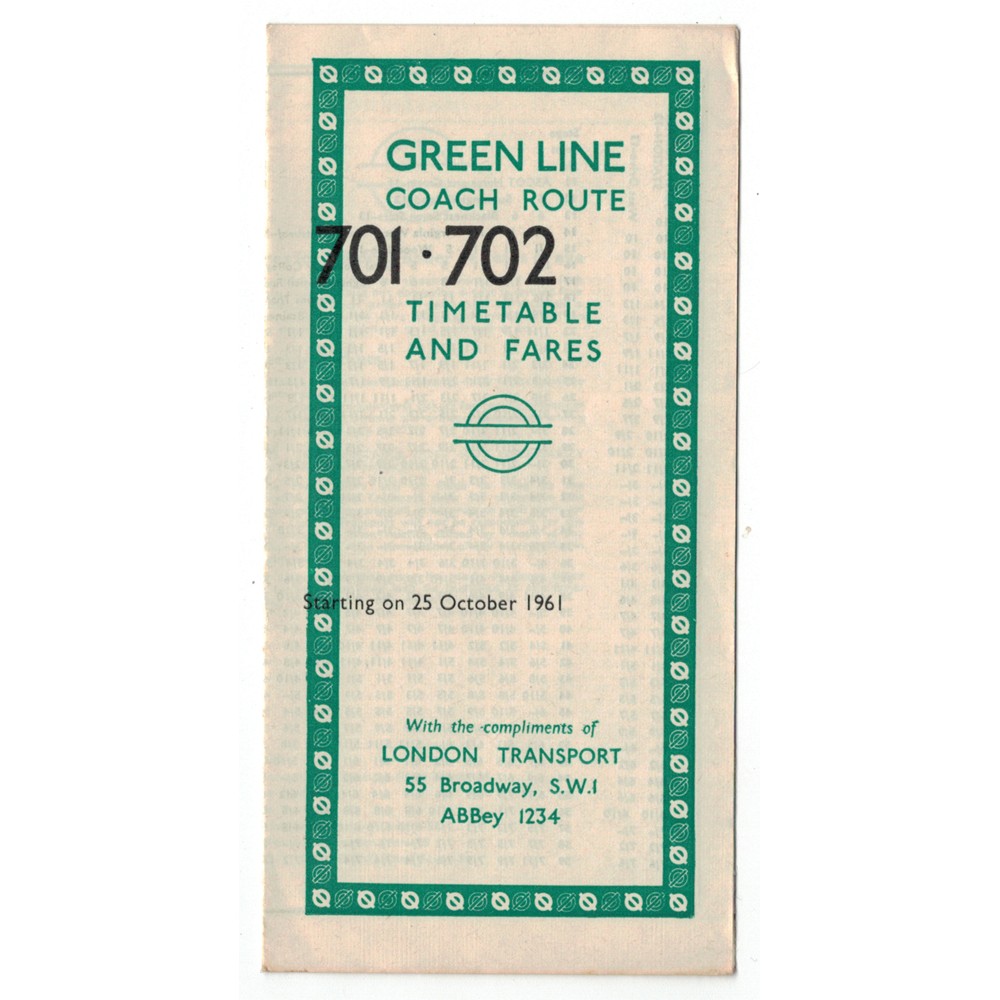 GREEN LINE
COACH ROUTE
701 · 702
TIMETABLE
AND FARES
Starting on 25 October 1961
With the compliments of
LONDON TRANSPORT
55 Broadway, S.W.1
ABBey 1234